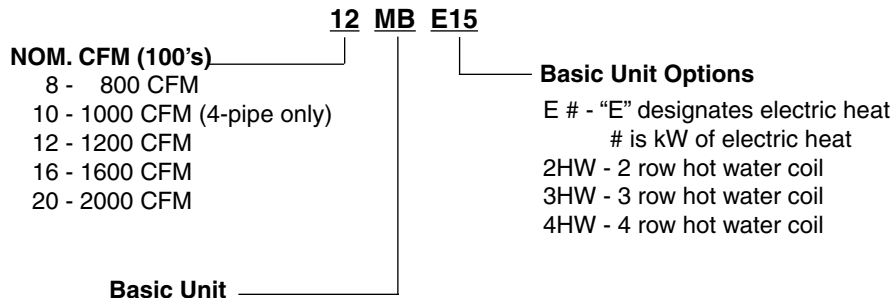 12 MB E15
NOM. CFM (100's)
8 - 800 CFM
10 - 1000 CFM (4-pipe only)
12 - 1200 CFM
16 - 1600 CFM
20 - 2000 CFM
Basic Unit
Basic Unit Options
E # - “E” designates electric heat
# is kW of electric heat
2HW - 2 row hot water coil
3HW - 3 row hot water coil
4HW - 4 row hot water coil